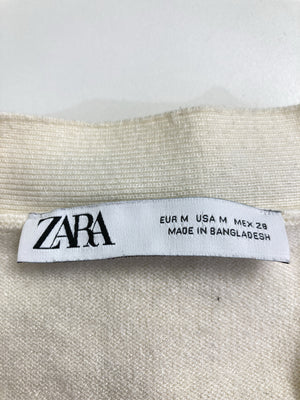 ZARA
EUR M USA M MEX 28
MADE IN BANGLADESH